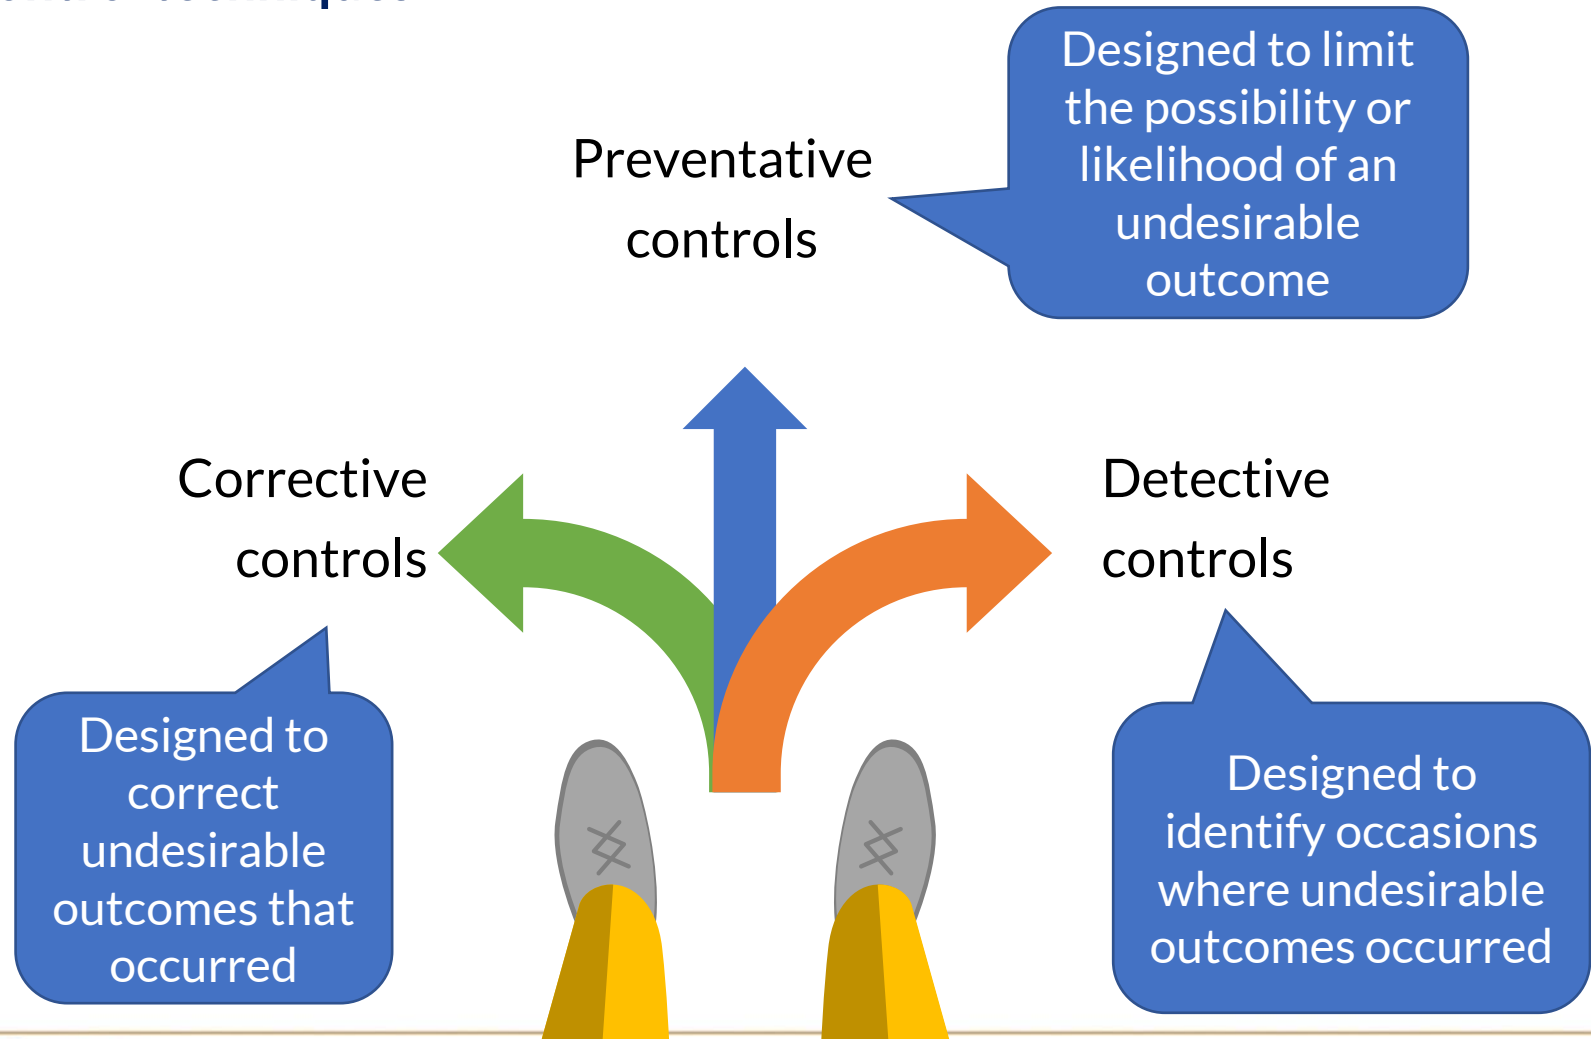 Designed to limit
the possibility or
likelihood of an
undesirable
outcome
Preventative
controls
Corrective
controls
Detective
controls
Designed to
correct
undesirable
outcomes that
occurred
Designed to
identify occasions
where undesirable
outcomes occurred